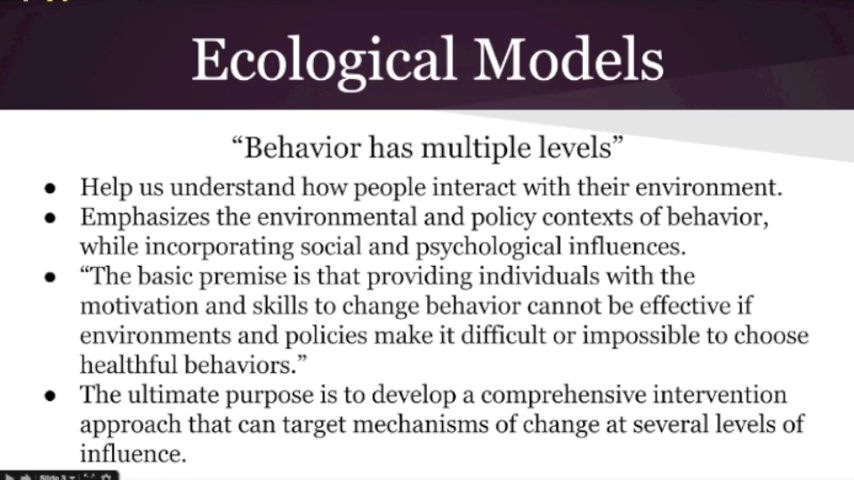 Ecological Models
“Behavior has multiple levels”
● Help us understand how people interact with their environment.
● Emphasizes the environmental and policy contexts of behavior,
while incorporating social and psychological influences.
● “The basic premise is that providing individuals with the
motivation and skills to change behavior cannot be effective if
environments and policies make it difficult or impossible to choose
healthful behaviors.”
● The ultimate purpose is to develop a comprehensive intervention
approach that can target mechanisms of change at several levels of
influence.
Slide 3